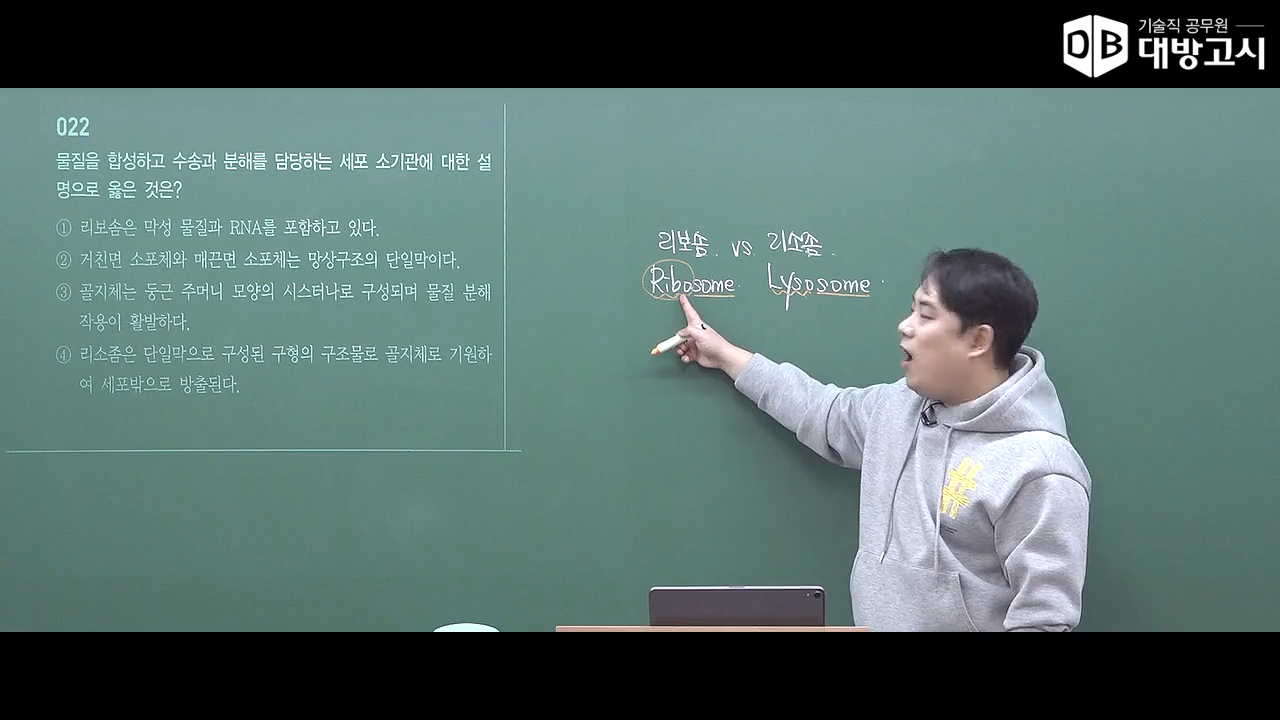 기술직 공무원
DB 대방고시
022
물질을 합성하고 수송과 분해를 담당하는 세포 소기관에 대한 설
명으로 옳은 것은?
① 리보솜은 막성 물질과 RNA를 포함하고 있다.
② 거친면 소포체와 매끈면 소포체는 망상구조의 단일막이다.
③ 골지체는 둥근 주머니 모양의 시스터나로 구성되며 물질 분해
작용이 활발하다.
④ 리소좀은 단일막으로 구성된 구형의 구조물로 골지체로 기원하
여 세포밖으로 방출된다.
리보솜. vs. 리소좀.
Ribosome. Lysosome.